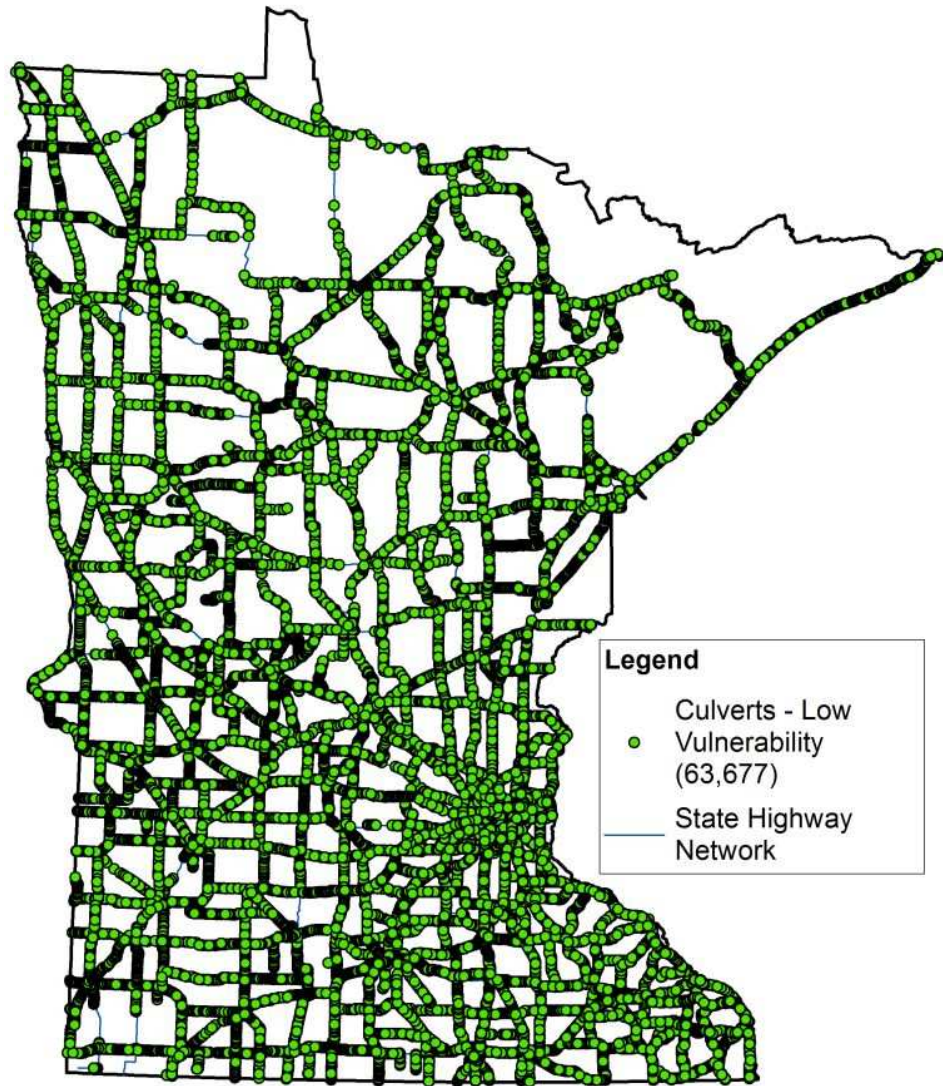 Legend
Culverts - Low
Vulnerability
(63,677)
State Highway
Network